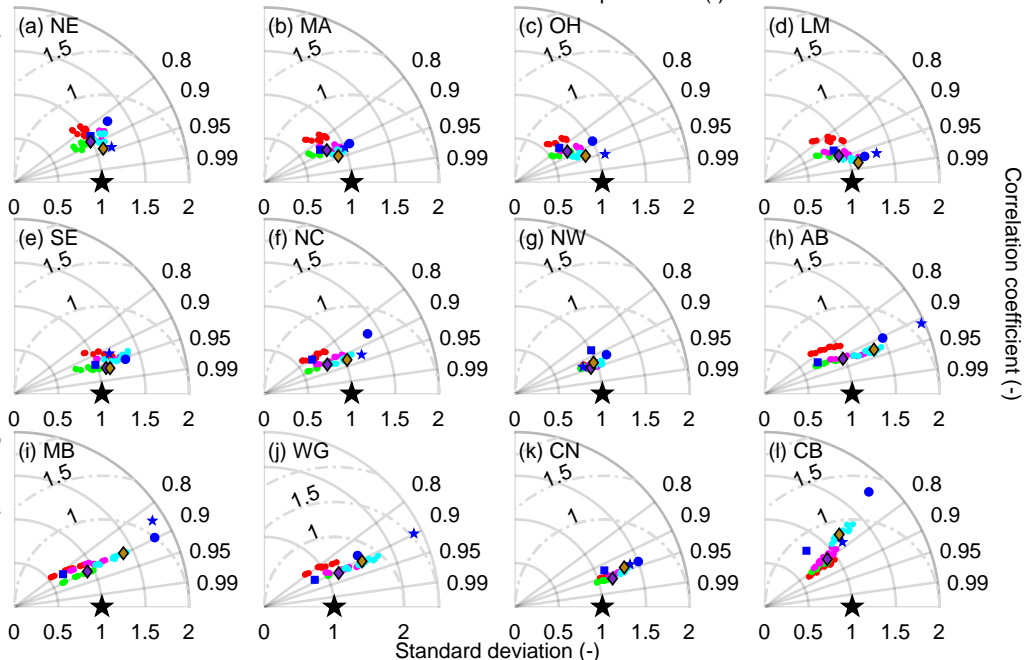 (a) NE (b) MA (c) OH (d) LM
1.5 1.5 1.5 1.5
0.8 0.8 0.8 0.8
1 1 1 1
0.9 0.9 0.9 0.9
0.95 0.95 0.95 0.95
0.99 0.99 0.99 0.99
0 0.5 1 1.5 2 0 0.5 1 1.5 2 0 0.5 1 1.5 2 0 0.5 1 1.5 2
(e) SE (f) NC (g) NW (h) AB
1.5 1.5 1.5 1.5
0.8 0.8 0.8 0.8
1 1 1 1
0.9 0.9 0.9 0.9
0.95 0.95 0.95 0.95
0.99 0.99 0.99 0.99
0 0.5 1 1.5 2 0 0.5 1 1.5 2 0 0.5 1 1.5 2 0 0.5 1 1.5 2
(i) MB (j) WG (k) CN (l) CB
1.5 1.5 1.5 1.5
0.8 0.8 0.8 0.8
1 1 1 1
0.9 0.9 0.9 0.9
0.95 0.95 0.95 0.95
0.99 0.99 0.99 0.99
0 0.5 1 1.5 2 0 1 2 0 0.5 1 1.5 2 0 0.5 1 1.5 2
Standard deviation (-)
Correlation coefficient (-)